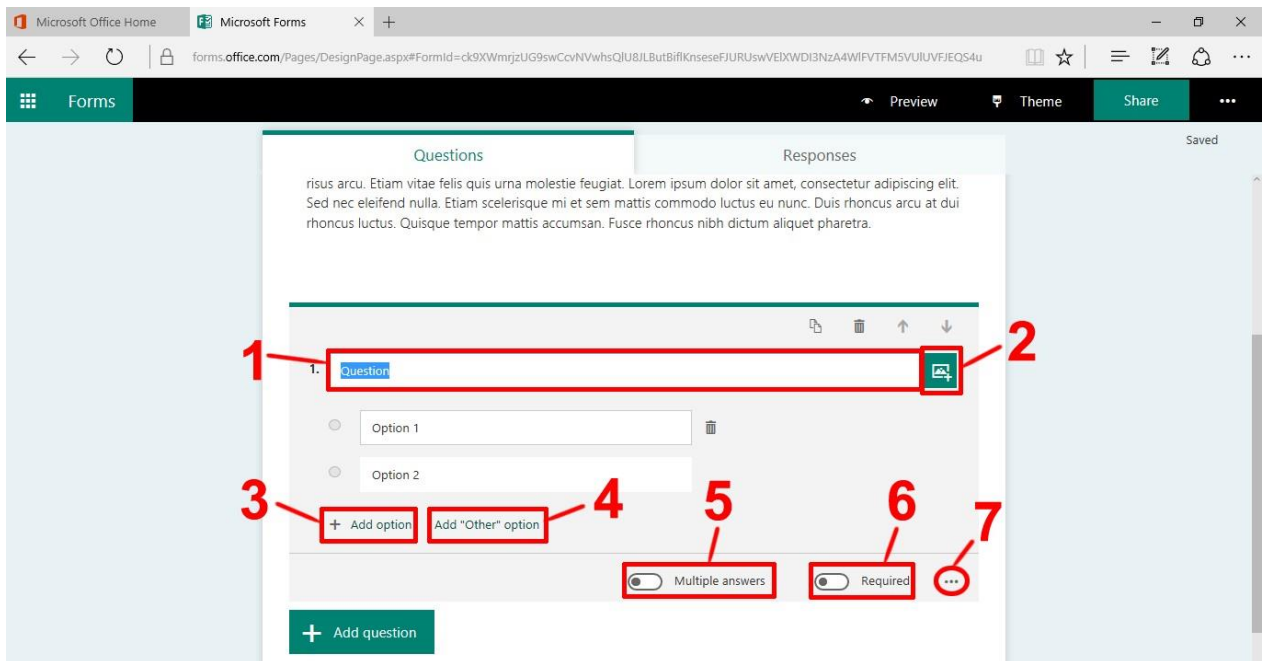 Microsoft Office Home
Microsoft Forms
forms.office.com/Pages/DesignPage.aspx#FormId=
Forms
Preview
Theme
Share
Saved
Questions
Responses
risus arcu. Etiam vitae felis quis urna molestie feugiat. Lorem ipsum dolor sit amet, consectetur adipiscing elit.
Sed nec eleifend nulla. Etiam scelerisque mi et sem mattis commodo luctus eu nunc. Duis rhoncus arcu at dui
rhoncus luctus. Quisque tempor mattis accumsan. Fusce rhoncus nibh dictum aliquet pharetra.
1
2
1. Question
Option 1
Option 2
3
4
5
6
7
+ Add option
Add "Other" option
Multiple answers
Required
+ Add question